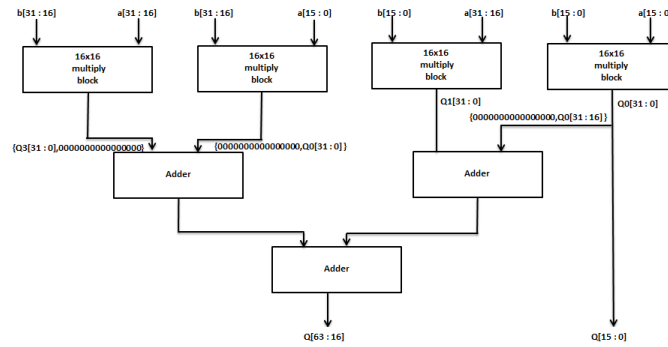 b[31 : 16]
a[31 : 16]
b[31 : 16]
a[15 : 0]
b[15 : 0]
a[31 : 16]
b[15 : 0]
a[15 : 0]
16x16
multiply
block
16x16
multiply
block
16x16
multiply
block
16x16
multiply
block
Q1[31 : 0]
Q0[31 : 0]
{0000000000000000,Q0[31 : 16] }
{Q3[31 : 0],0000000000000000}
{0000000000000000,Q0[31 : 0] }
Adder
Adder
Adder
Q[63 : 16]
Q[15 : 0]